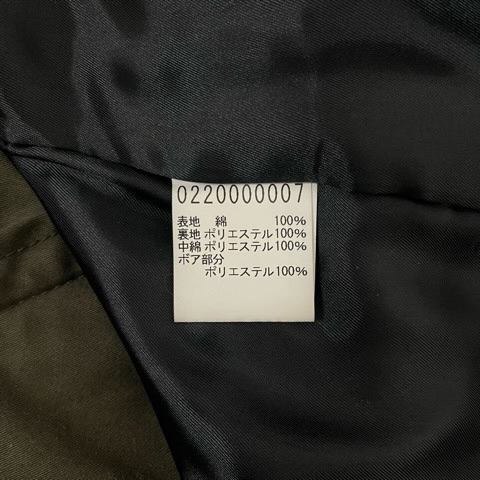 0220000007
表地 綿 100%
裏地 ポリエステル100%
中綿 ポリエステル100%
ボア部分
ポリエステル100%